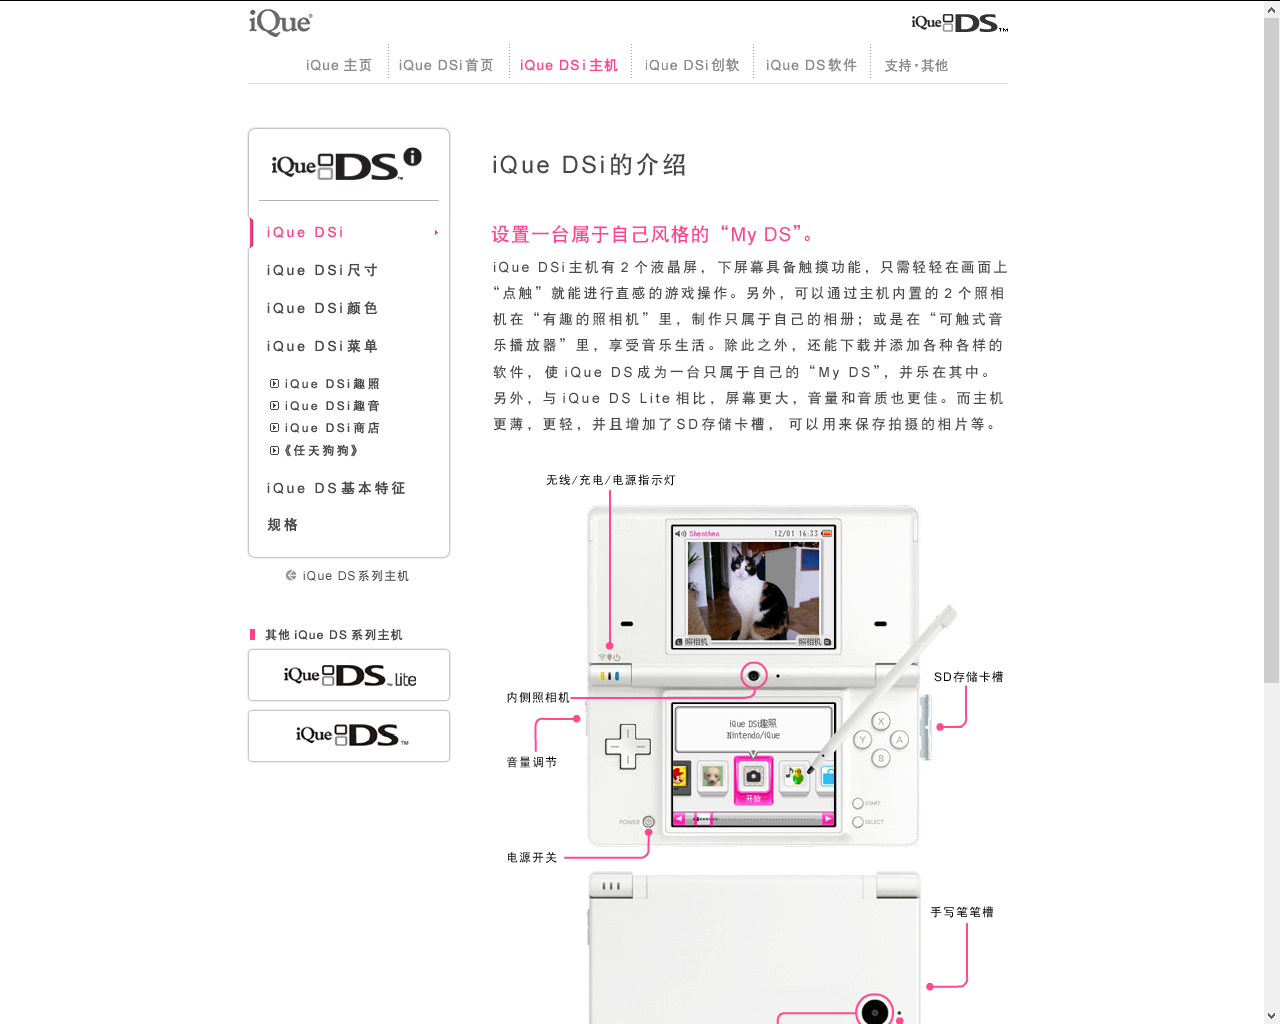 iQue
iQue DS™
iQue 主页
iQue DSi首页
iQue DSi主机
iQue DSi创软
iQue DS软件
支持·其他
iQue DSi™
iQue DSi
iQue DSi尺寸
iQue DSi颜色
iQue DSi菜单
iQue DSi趣照
iQue DSi趣音
iQue DSi商店
《任天狗狗》
iQue DS基本特征
规格
iQue DS系列主机
其他 iQue DS 系列主机
iQue DS™ Lite
iQue DS™
iQue DSi的介绍
设置一台属于自己风格的“My DS”。
iQue DSi主机有2个液晶屏，下屏幕具备触摸功能，只需轻轻在画面上
“点触”就能进行直感的游戏操作。另外，可以通过主机内置的2个照相
机在“有趣的照相机”里，制作只属于自己的相册；或是在“可触式音
乐播放器”里，享受音乐生活。除此之外，还能下载并添加各种各样的
软件，使iQue DS成为一台只属于自己的“My DS”，并乐在其中。
另外，与iQue DS Lite相比，屏幕更大，音量和音质也更佳。而主机
更薄，更轻，并且增加了SD存储卡槽，可以用来保存拍摄的相片等。
无线/充电/电源指示灯
Shenshen
12/01 16:33
照相机
照相机
内侧照相机
SD存储卡槽
iQue DSi趣照
Nintendo/iQue
X
Y
A
B
音量调节
开始
START
SELECT
POWER
电源开关
手写笔笔槽